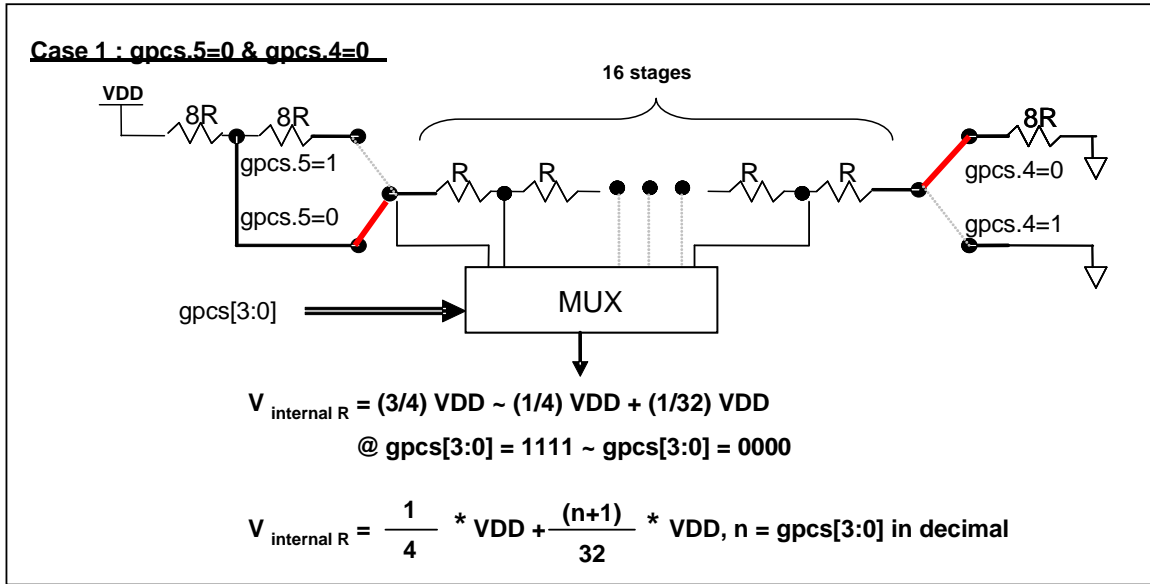 Case 1 : gpcs.5=0 & gpcs.4=0
16 stages
VDD
8R 8R 8R
gpcs.5=1
gpcs.4=0
R R R R
gpcs.5=0
gpcs.4=1
MUX
gpcs[3:0]
V internal R = (3/4) VDD ~ (1/4) VDD + (1/32) VDD
@ gpcs[3:0] = 1111 ~ gpcs[3:0] = 0000
V internal R = 1/4 * VDD + (n+1)/32 * VDD, n = gpcs[3:0] in decimal